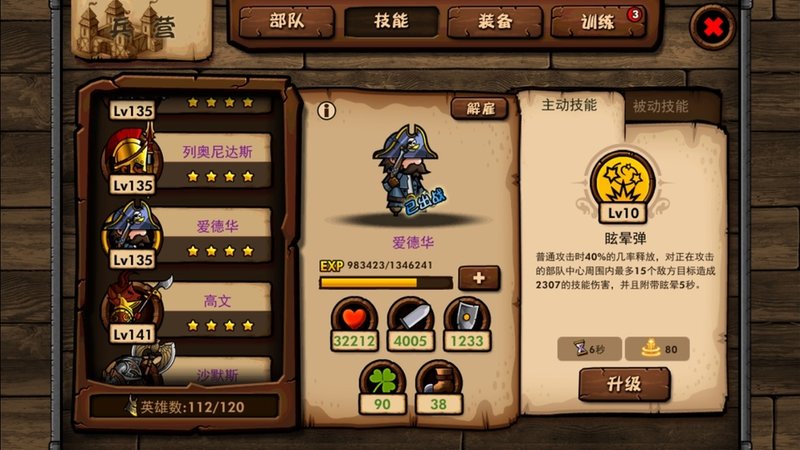 兵营
部队
技能
装备
训练
3
Lv135
列奥尼达斯
Lv135
爱德华
Lv135
高文
Lv141
沙默斯
英雄数:112/120
解雇
已出战
爱德华
EXP 983423/1346241
32212
4005
1233
90
38
主动技能
被动技能
Lv10
眩晕弹
普通攻击时40%的几率释放，对正在攻击
的部队中心周围内最多15个敌方目标造成
2307的技能伤害，并且附带眩晕5秒。
6秒
80
升级